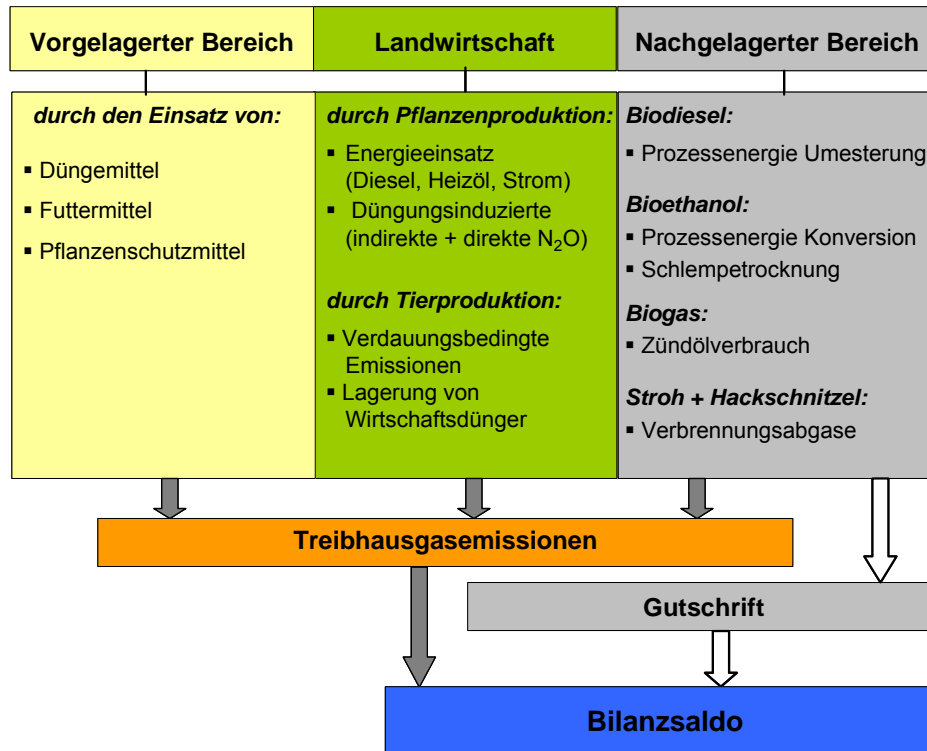 Vorgelagerter Bereich
Landwirtschaft
Nachgelagerter Bereich
durch den Einsatz von:
▪ Düngemittel
▪ Futtermittel
▪ Pflanzenschutzmittel
durch Pflanzenproduktion:
▪ Energieeinsatz
(Diesel, Heizöl, Strom)
▪ Düngungsinduzierte
(indirekte + direkte N₂O)
durch Tierproduktion:
▪ Verdauungsbedingte
Emissionen
▪ Lagerung von
Wirtschaftsdünger
Biodiesel:
▪ Prozessenergie Umesterung
Bioethanol:
▪ Prozessenergie Konversion
▪ Schlempetrocknung
Biogas:
▪ Zündölverbrauch
Stroh + Hackschnitzel:
▪ Verbrennungsabgase
Treibhausgasemissionen
Gutschrift
Bilanzsaldo